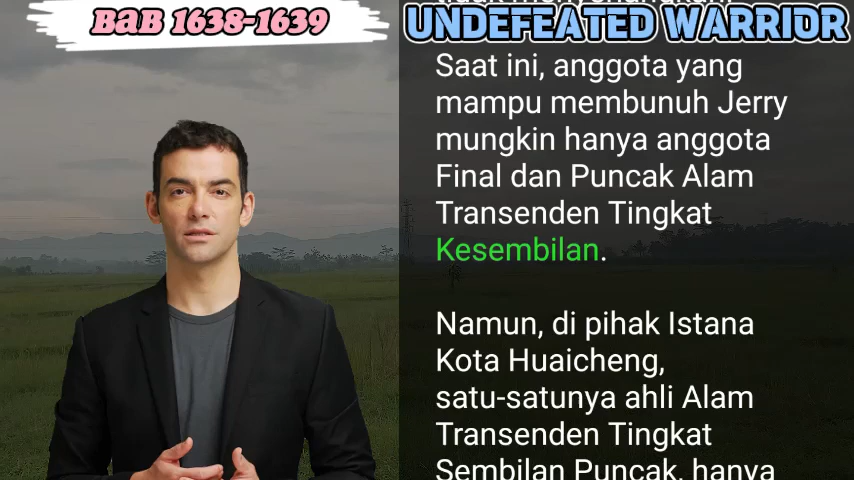 BAB 1638-1639
UNDEFEATED WARRIOR
Saat ini, anggota yang
mampu membunuh Jerry
mungkin hanya anggota
Final dan Puncak Alam
Transenden Tingkat
Kesembilan.
Namun, di pihak Istana
Kota Huaicheng,
satu-satunya ahli Alam
Transenden Tingkat
Sembilan Puncak, hanya